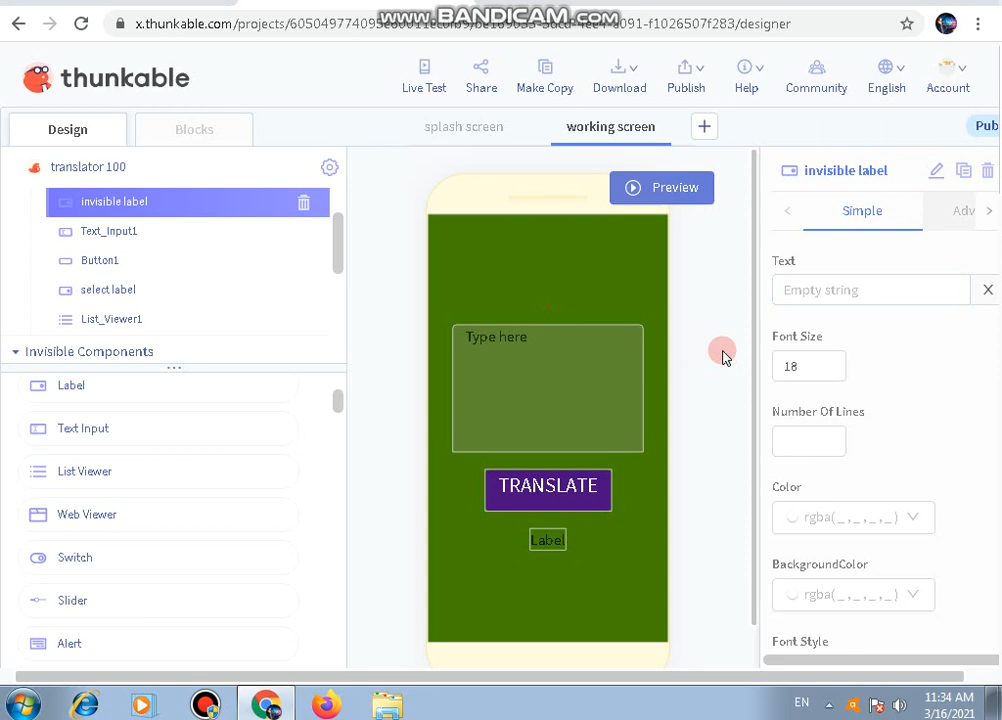 www.BANDICAM.com
x.thunkable.com/projects/
f1026507f283/designer
thunkable
Live Test
Share
Make Copy
Download
Publish
Help
Community
English
Account
Design
Blocks
splash screen
working screen
Pub
translator 100
invisible label
Text_Input1
Button1
select label
List_Viewer1
Invisible Components
Label
Text Input
List Viewer
Web Viewer
Switch
Slider
Alert
Preview
Type here
TRANSLATE
Label
invisible label
Simple
Adv
Text
Empty string
Font Size
18
Number Of Lines
Color
rgba(_,_,_,_)
BackgroundColor
rgba(_,_,_,_)
Font Style
EN
11:34 AM
3/16/2021